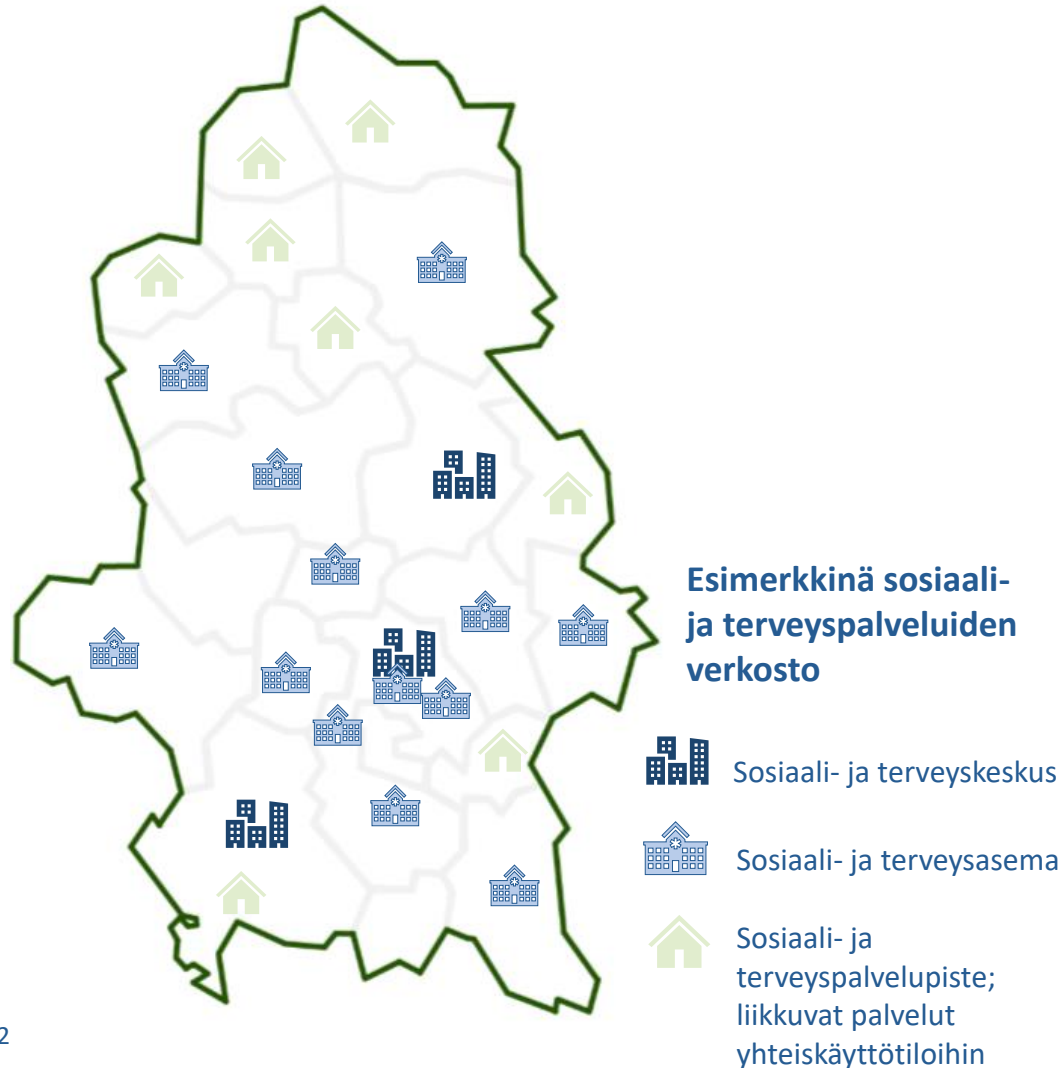 Esimerkkinä sosiaali-
ja terveyspalveluiden
verkosto
Sosiaali- ja terveyskeskus
Sosiaali- ja terveysasema
Sosiaali- ja
terveyspalvelupiste;
liikkuvat palvelut
yhteiskäyttötiloihin
2